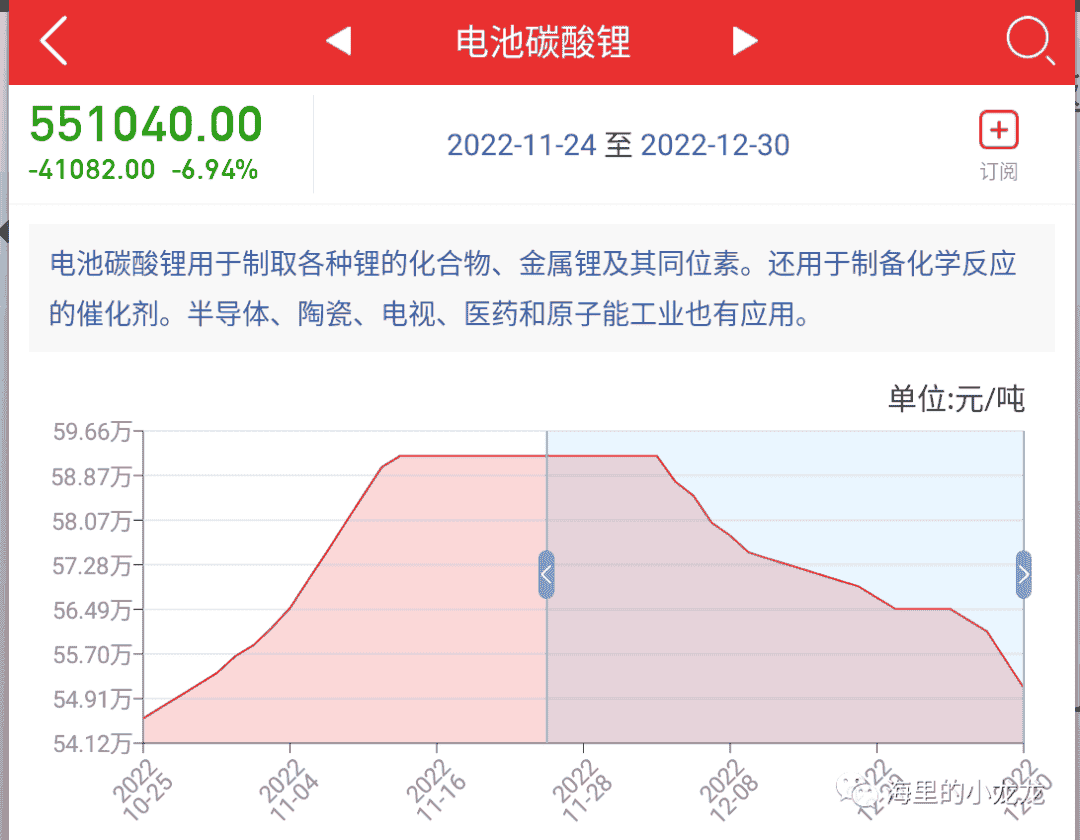 电池碳酸锂
551040.00
-41082.00 -6.94%
2022-11-24 至 2022-12-30
订阅
电池碳酸锂用于制取各种锂的化合物、金属锂及其同位素。还用于制备化学反应
的催化剂。半导体、陶瓷、电视、医药和原子能工业也有应用。
单位:元/吨
59.66万
58.87万
58.07万
57.28万
56.49万
55.70万
54.91万
54.12万
2022
10-25
2022
11-04
2022
11-16
2022
11-28
2022
12-08
2022
2022
12-30
海里的小龙龙